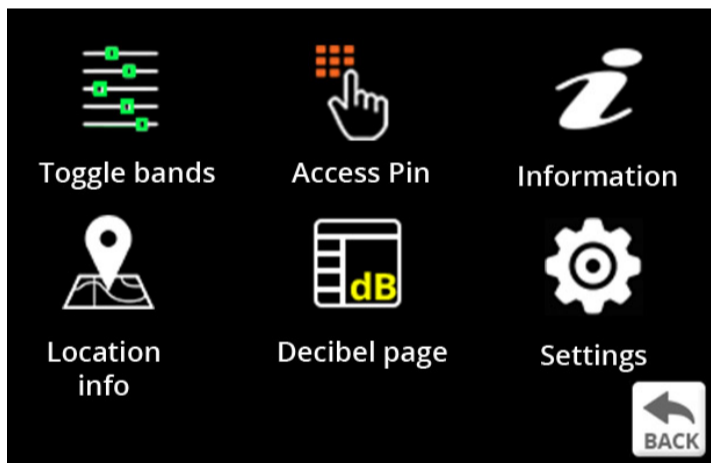 Toggle bands
Access Pin
Information
dB
Location
info
Decibel page
Settings
BACK